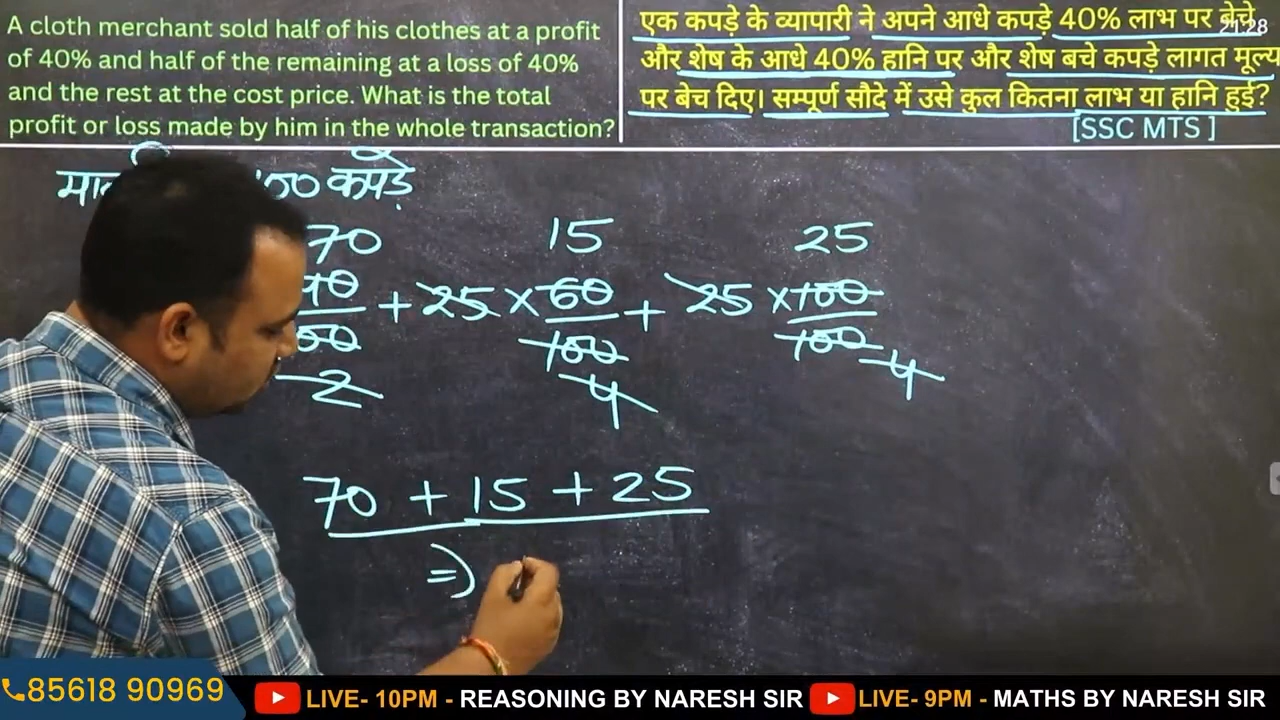 A cloth merchant sold half of his clothes at a profit
of 40% and half of the remaining at a loss of 40%
and the rest at the cost price. What is the total
profit or loss made by him in the whole transaction?
एक कपड़े के व्यापारी ने अपने आधे कपड़े 40% लाभ पर बेचे
21:28
और शेष के आधे 40% हानि पर और शेष बचे कपड़े लागत मूल्य
पर बेच दिए। सम्पूर्ण सौदे में उसे कुल कितना लाभ या हानि हुई?
[SSC MTS ]
कपड़े
70 15 25
+ 25 × 60 + 25 × 100
100 100
2 4 4
70 + 15 + 25
⇒
85618 90969
LIVE- 10PM - REASONING BY NARESH SIR
LIVE- 9PM - MATHS BY NARESH SIR